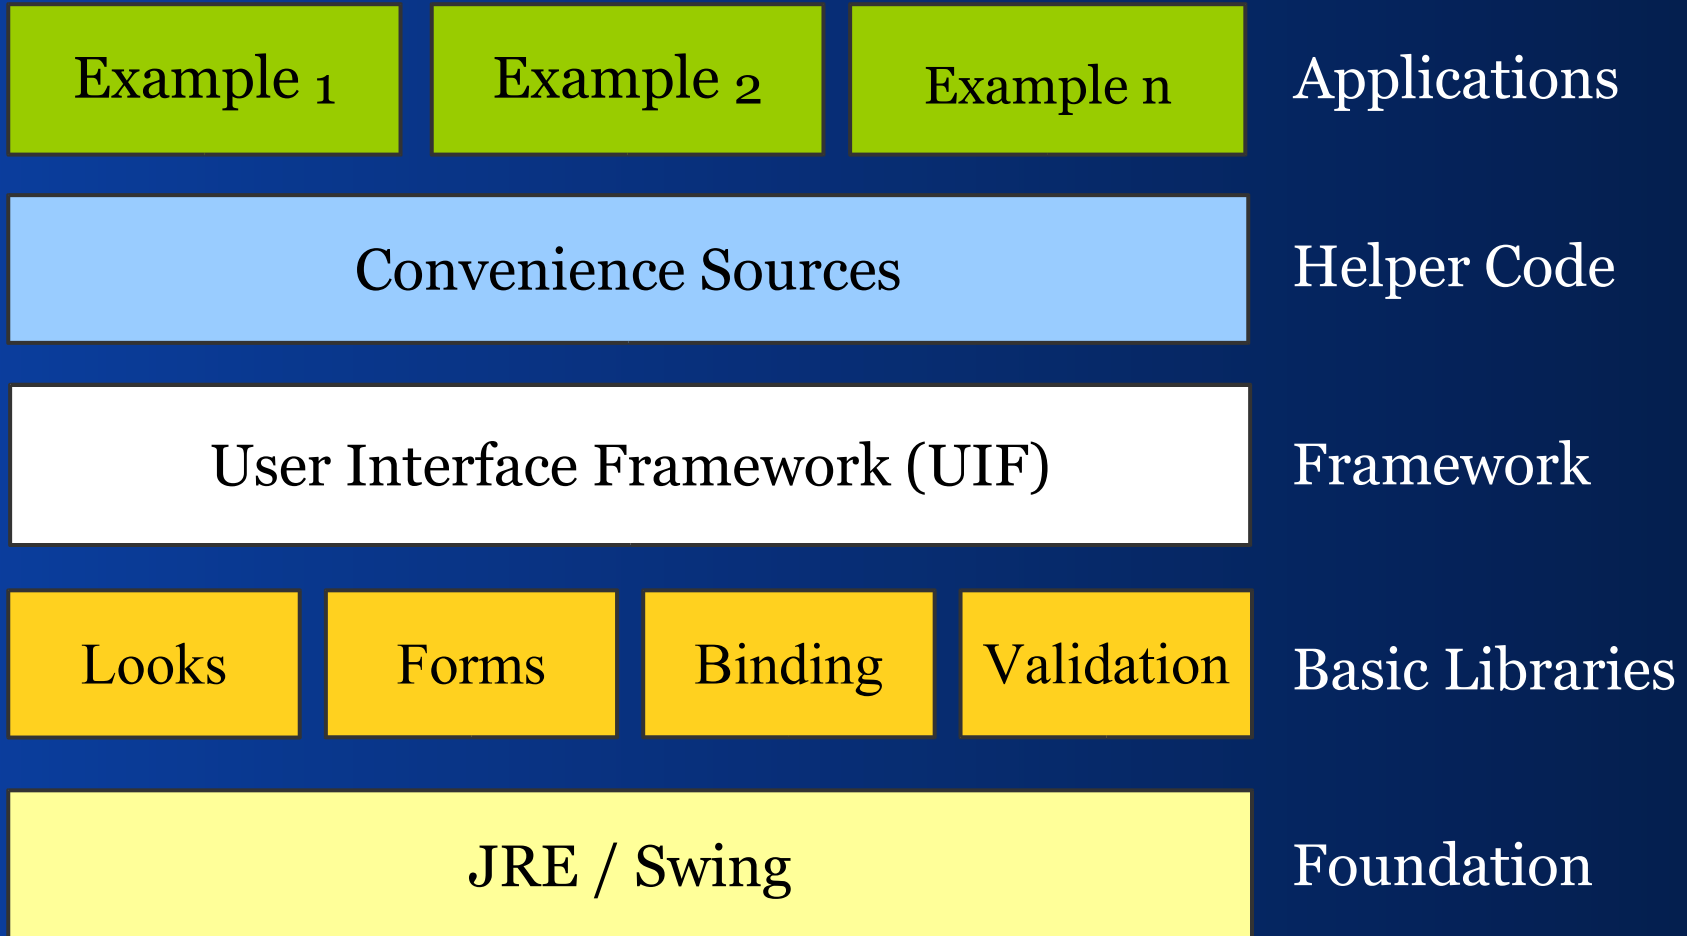 Example 1
Example 2
Example n
Applications
Convenience Sources
Helper Code
User Interface Framework (UIF)
Framework
Looks
Forms
Binding
Validation
Basic Libraries
JRE / Swing
Foundation